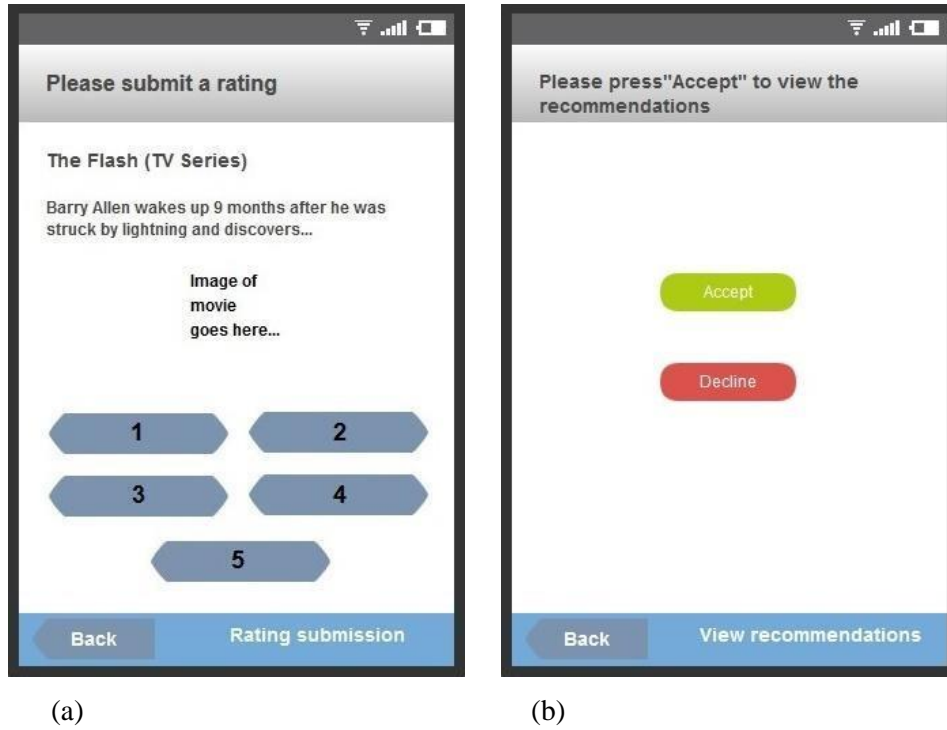 Please submit a rating
The Flash (TV Series)
Barry Allen wakes up 9 months after he was
struck by lightning and discovers...
Image of
movie
goes here...
1 2
3 4
5
Back Rating submission
(a)
Please press"Accept" to view the
recommendations
Accept
Decline
Back View recommendations
(b)